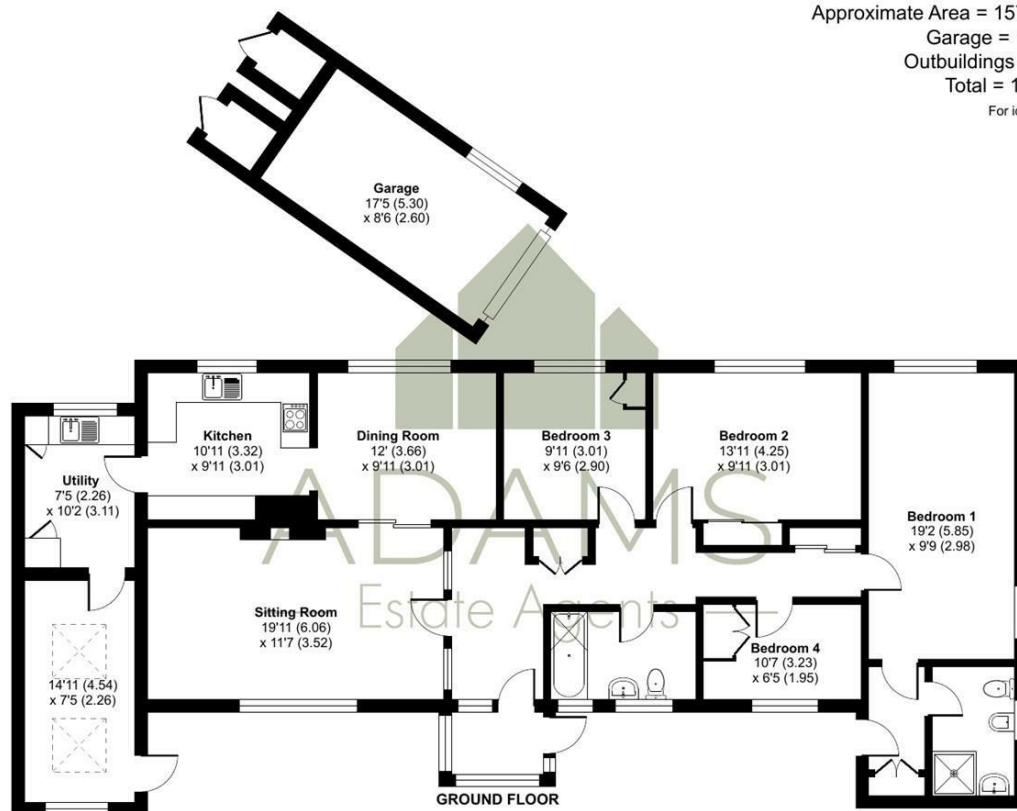 Approximate Area = 157
Garage =
Outbuildings
Total = 1
For
Garage
17'5 (5.30)
x 8'6 (2.60)
Kitchen
10'11 (3.32)
x 9'11 (3.01)
Dining Room
12' (3.66)
x 9'11 (3.01)
Bedroom 3
9'11 (3.01)
x 9'6 (2.90)
Bedroom 2
13'11 (4.25)
x 9'11 (3.01)
Utility
7'5 (2.26)
x 10'2 (3.11)
Bedroom 1
19'2 (5.85)
x 9'9 (2.98)
ADAMS
Estate Agents
Sitting Room
19'11 (6.06)
x 11'7 (3.52)
Bedroom 4
10'7 (3.23)
x 6'5 (1.95)
14'11 (4.54)
x 7'5 (2.26)
GROUND FLOOR